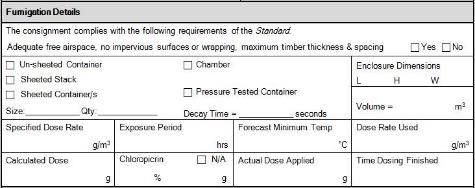 Fumigation Details
The consignment complies with the following requirements of the Standard:
Adequate free airspace, no impervious surfaces or wrapping, maximum timber thickness & spacing ☐ Yes ☐ No
☐ Un-sheeted Container ☐ Chamber Enclosure Dimensions
☐ Sheeted Stack L H W
☐ Sheeted Container/s ☐ Pressure Tested Container
Size:__________ Qty:__________ Decay Time = __________ seconds Volume = m³
Specified Dose Rate Exposure Period Forecast Minimum Temp Dose Rate Used
g/m³ hrs °C g/m³
Calculated Dose Chloropicrin ☐ N/A Actual Dose Applied Time Dosing Finished
g % g g